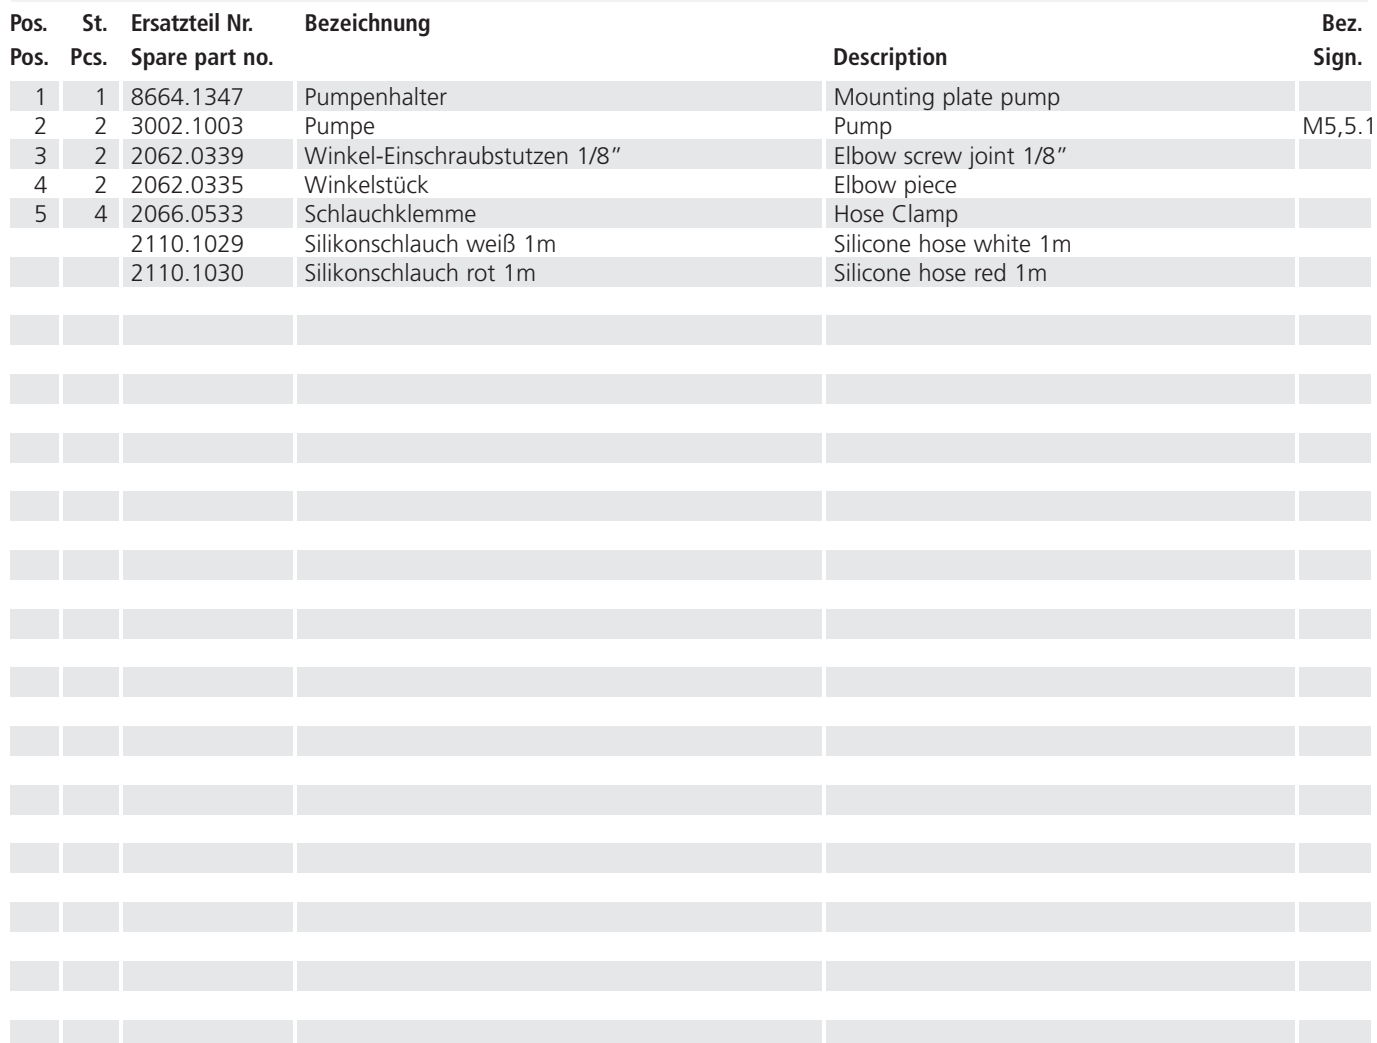 Pos. St. Ersatzteil Nr. Bezeichnung Bez.
Pos. Pcs. Spare part no. Description Sign.
1 1 8664.1347 Pumpenhalter Mounting plate pump
2 2 3002.1003 Pumpe Pump M5,5.1
3 2 2062.0339 Winkel-Einschraubstutzen 1/8” Elbow screw joint 1/8”
4 2 2062.0335 Winkelstück Elbow piece
5 4 2066.0533 Schlauchklemme Hose Clamp
2110.1029 Silikonschlauch weiß 1m Silicone hose white 1m
2110.1030 Silikonschlauch rot 1m Silicone hose red 1m